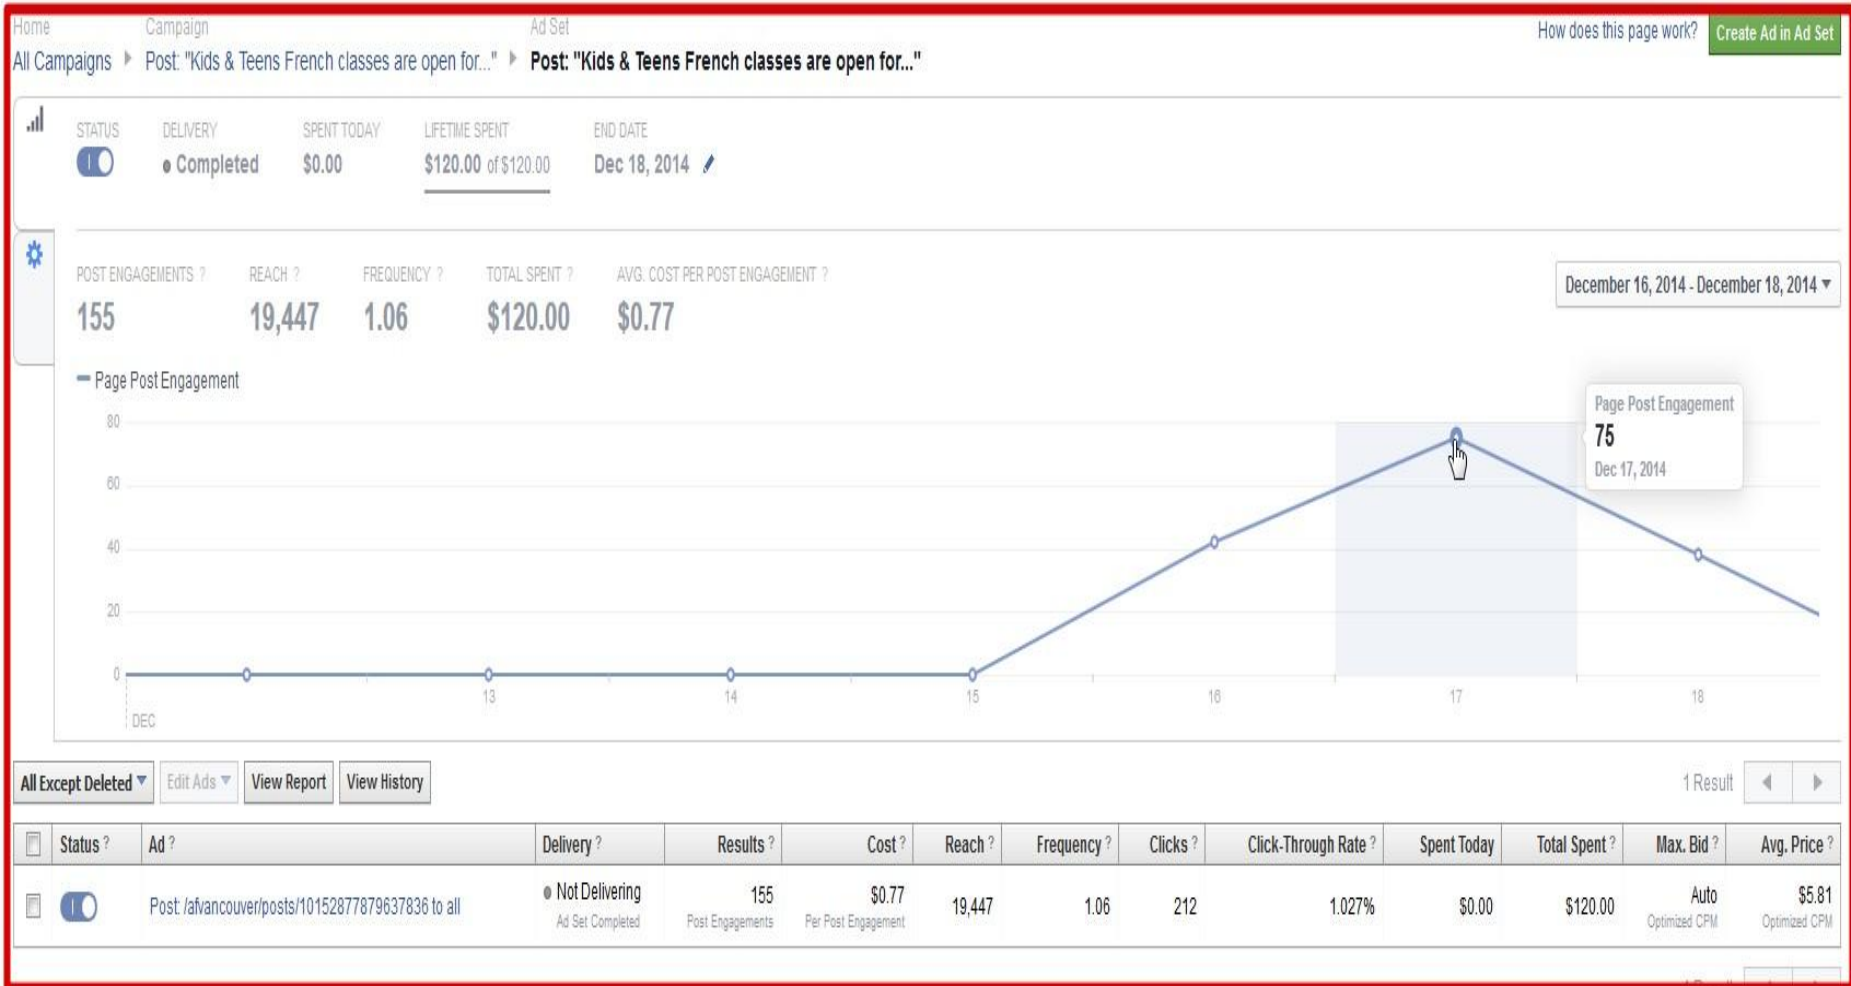 Home Campaign Ad Set
How does this page work? Create Ad in Ad Set
All Campaigns Post: "Kids & Teens French classes are open for..." Post: "Kids & Teens French classes are open for..."
STATUS DELIVERY SPENT TODAY LIFETIME SPENT END DATE
Completed $0.00 $120.00 of $120.00 Dec 18, 2014
POST ENGAGEMENTS ? REACH ? FREQUENCY ? TOTAL SPENT ? AVG. COST PER POST ENGAGEMENT ?
155 19,447 1.06 $120.00 $0.77
December 16, 2014 - December 18, 2014
Page Post Engagement
Page Post Engagement
75
Dec 17, 2014
80
60
40
20
0
13 14 15 16 17 18
DEC
All Except Deleted Edit Ads View Report View History 1 Result
Status ? Ad ? Delivery ? Results ? Cost ? Reach ? Frequency ? Clicks ? Click-Through Rate ? Spent Today Total Spent ? Max. Bid ? Avg. Price ?
Post: /afvancouver/posts/10152877879637836 to all Not Delivering 155 $0.77 19,447 1.06 212 1.027% $0.00 $120.00 Auto $5.81
Ad Set Completed Post Engagements Per Post Engagement Optimized CPM Optimized CPM